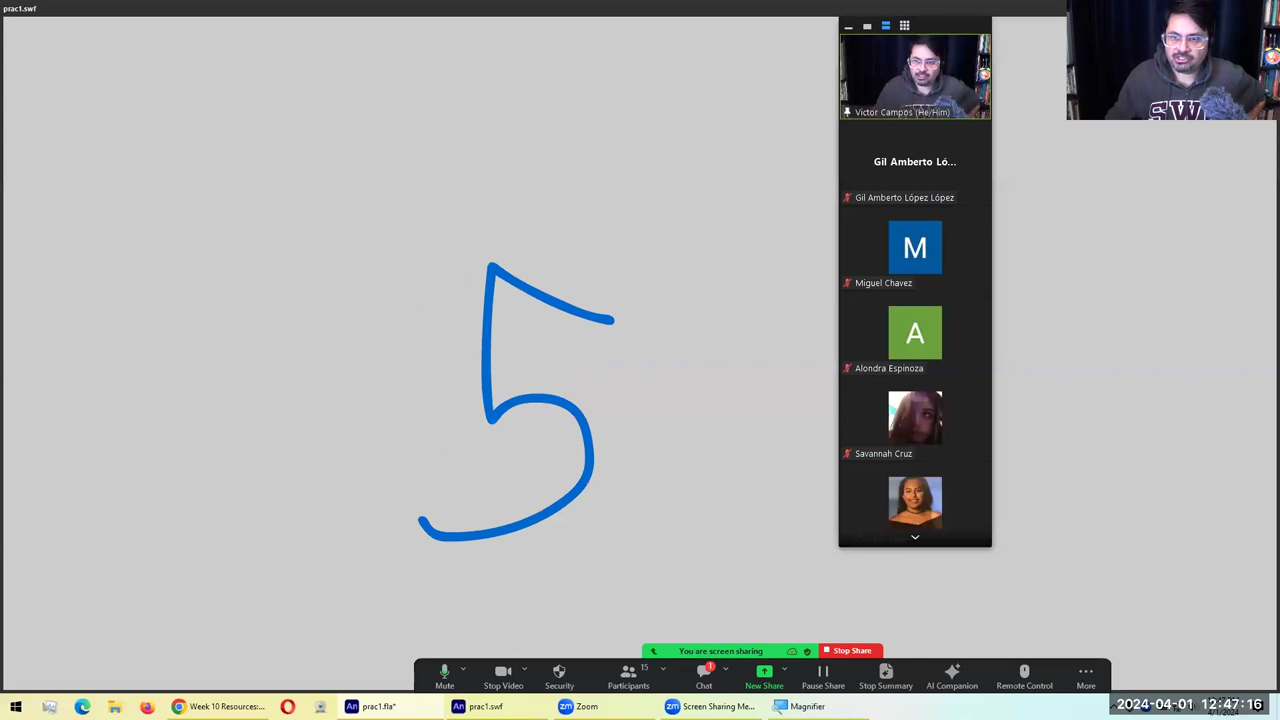 prac1.swf
Victor Campos (He/Him)
Gil Amberto Ló...
Gil Amberto López López
M
Miguel Chavez
A
Alondra Espinoza
Savannah Cruz
5
You are screen sharing
Stop Share
15
1
Mute
Stop Video
Security
Participants
Chat
New Share
Pause Share
Stop Summary
AI Companion
Remote Control
More
Week 10 Resources:...
prac1.fla*
prac1.swf
Zoom
Screen Sharing Me...
Magnifier
2024-04-01 12:47:16